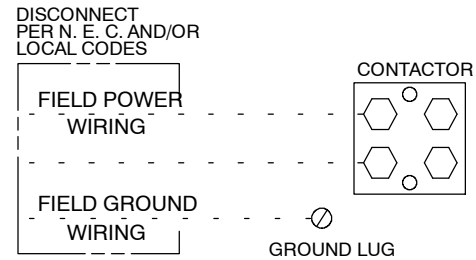 DISCONNECT
PER N. E. C. AND/OR
LOCAL CODES
CONTACTOR
FIELD POWER
WIRING
FIELD GROUND
WIRING
GROUND LUG